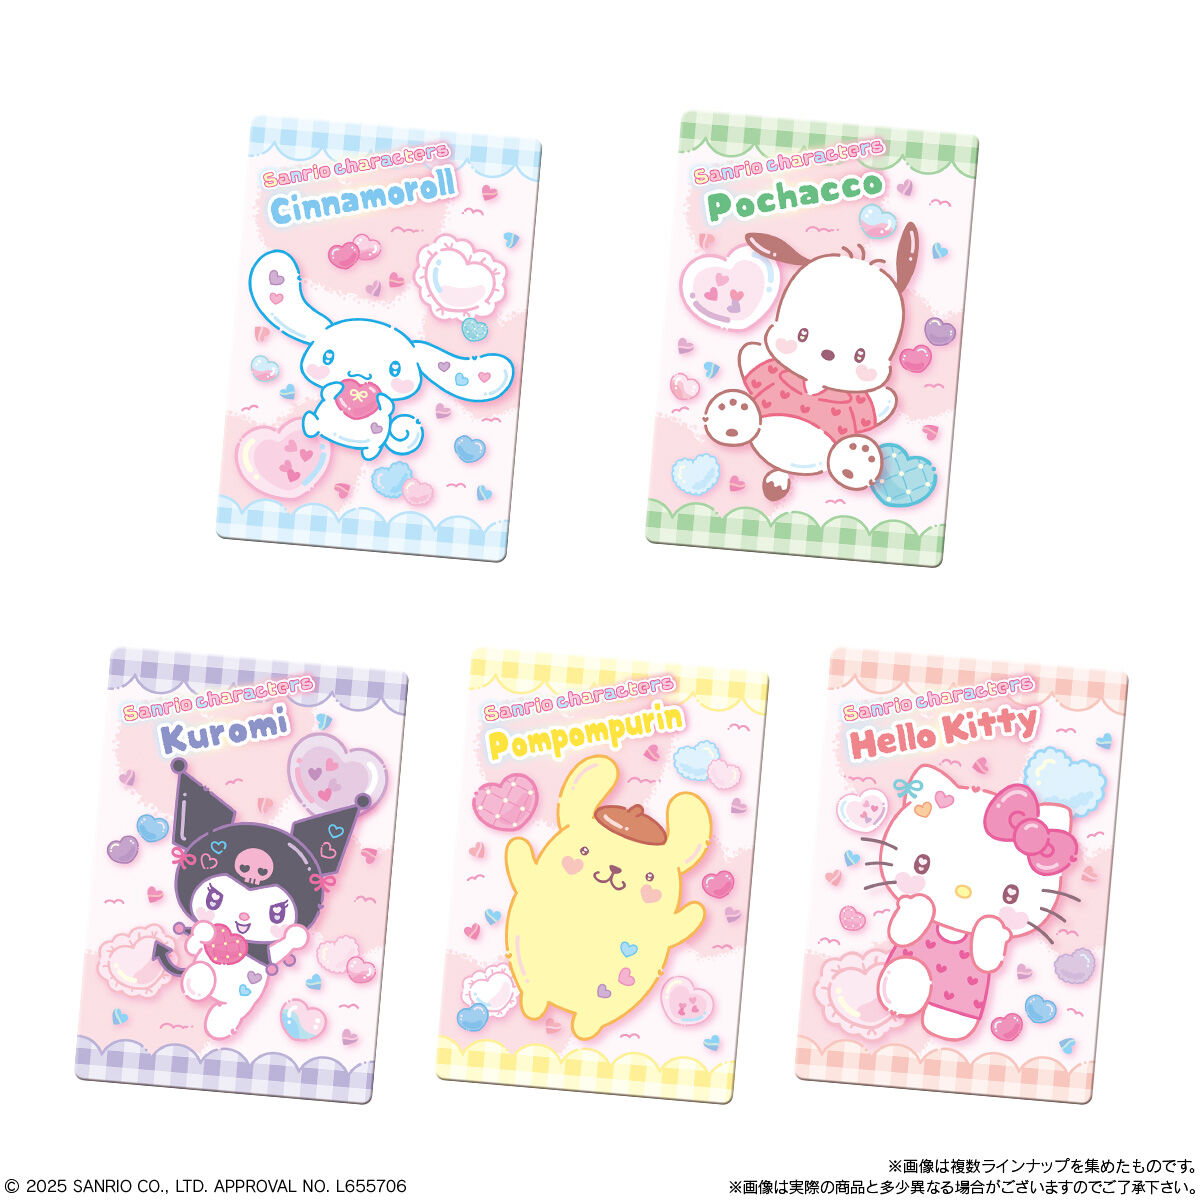 Sanrio characters
Cinnamoroll
Sanrio characters
Pochacco
Sanrio characters
Kuromi
Sanrio characters
Pompompurin
Sanrio characters
Hello Kitty
※画像は複数ラインナップを集めたものです。
© 2025 SANRIO CO., LTD. APPROVAL NO. L655706
※画像は実際の商品と多少異なる場合がございますのでご了承下さい。